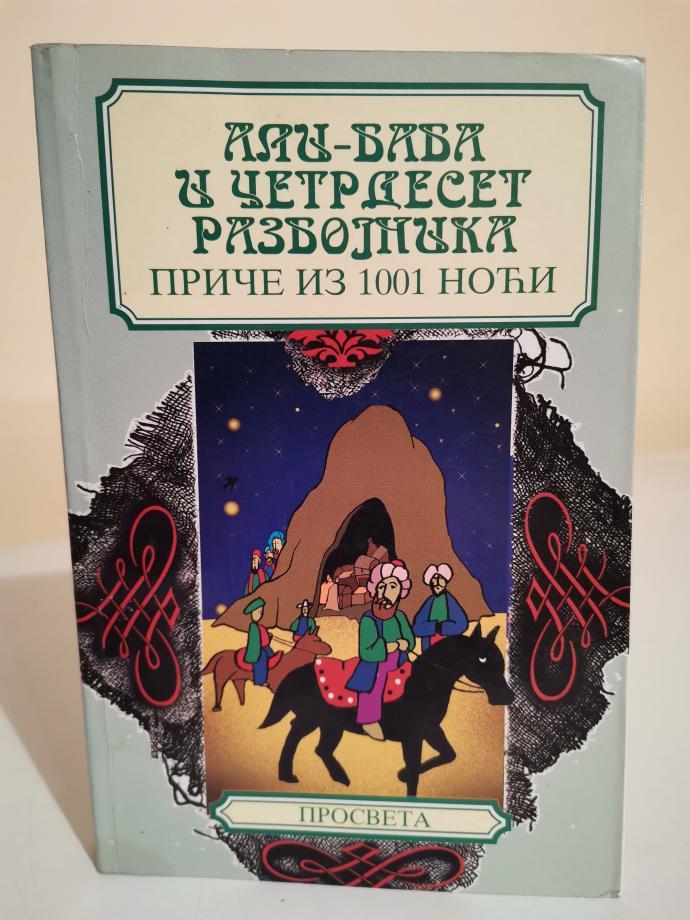 АЛИ-БАБА
И ЧЕТРДЕСЕТ
РАЗБОЈНИКА
ПРИЧЕ ИЗ 1001 НОЋИ
ПРОСВЕТА